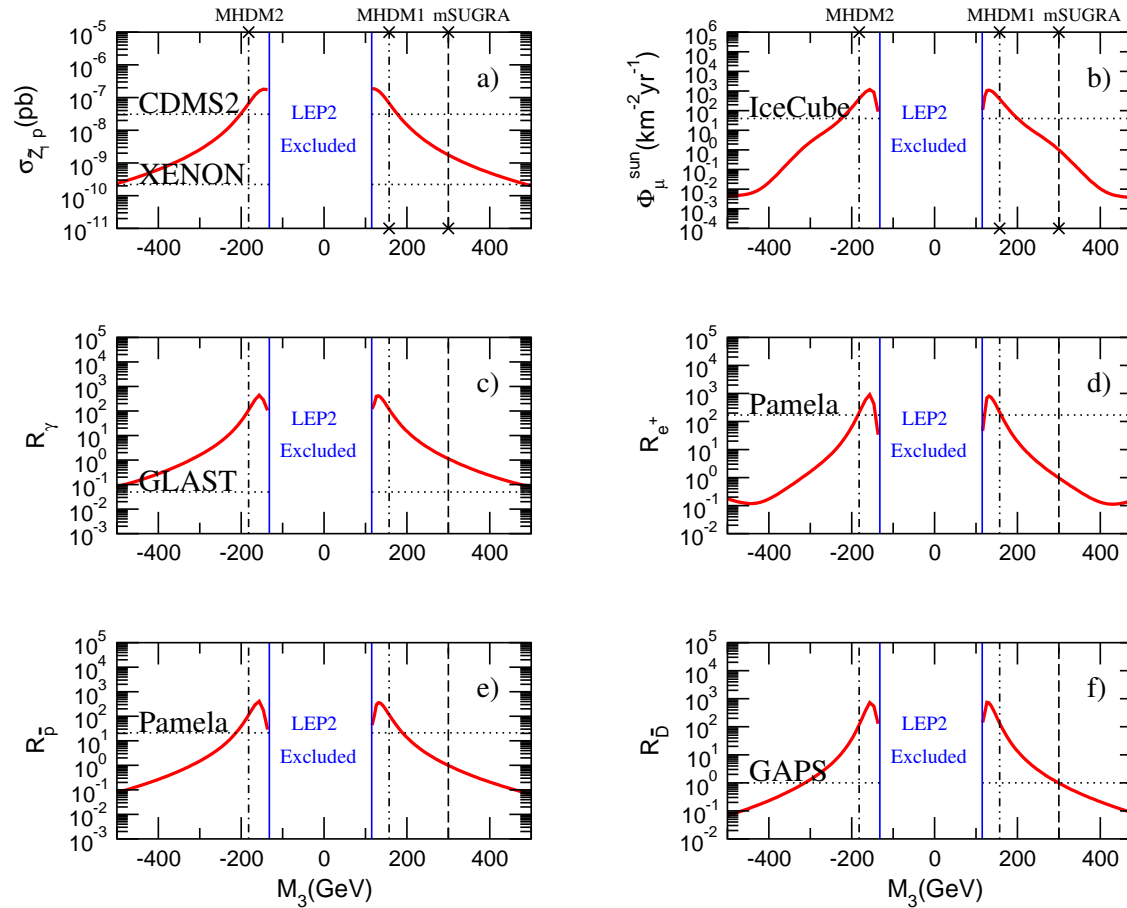 MHDM2 MHDM1 mSUGRA
10^-5
10^-6
10^-7
10^-8
10^-9
10^-10
10^-11
σ_Z̃1 p(pb)
CDMS2
XENON
LEP2
Excluded
a)
-400 -200 0 200 400
MHDM2 MHDM1 mSUGRA
10^6
10^5
10^4
10^3
10^2
10^1
10^0
10^-1
10^-2
10^-3
10^-4
Φ_μ^sun(km^-2yr^-1)
IceCube
LEP2
Excluded
b)
-400 -200 0 200 400
10^5
10^4
10^3
10^2
10^1
10^0
10^-1
10^-2
10^-3
R_γ
GLAST
LEP2
Excluded
c)
-400 -200 0 200 400
10^5
10^4
10^3
10^2
10^1
10^0
10^-1
10^-2
R_e+
Pamela
LEP2
Excluded
d)
-400 -200 0 200 400
10^5
10^4
10^3
10^2
10^1
10^0
10^-1
10^-2
10^-3
R_p̄
Pamela
LEP2
Excluded
e)
-400 -200 0 200 400
M_3(GeV)
10^5
10^4
10^3
10^2
10^1
10^0
10^-1
10^-2
R_D̄
GAPS
LEP2
Excluded
f)
-400 -200 0 200 400
M_3(GeV)